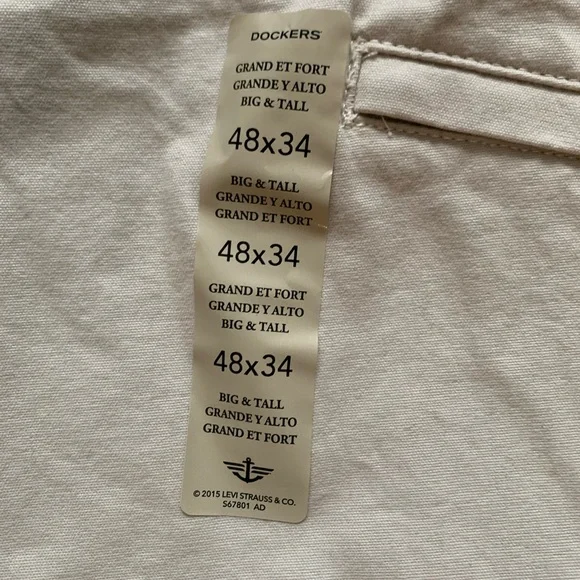 DOCKERS®
GRAND ET FORT
GRANDE Y ALTO
BIG & TALL
48x34
BIG & TALL
GRANDE Y ALTO
GRAND ET FORT
48x34
GRAND ET FORT
GRANDE Y ALTO
BIG & TALL
48x34
BIG & TALL
GRANDE Y ALTO
GRAND ET FORT
© 2015 LEVI STRAUSS & CO.
S67801 AD